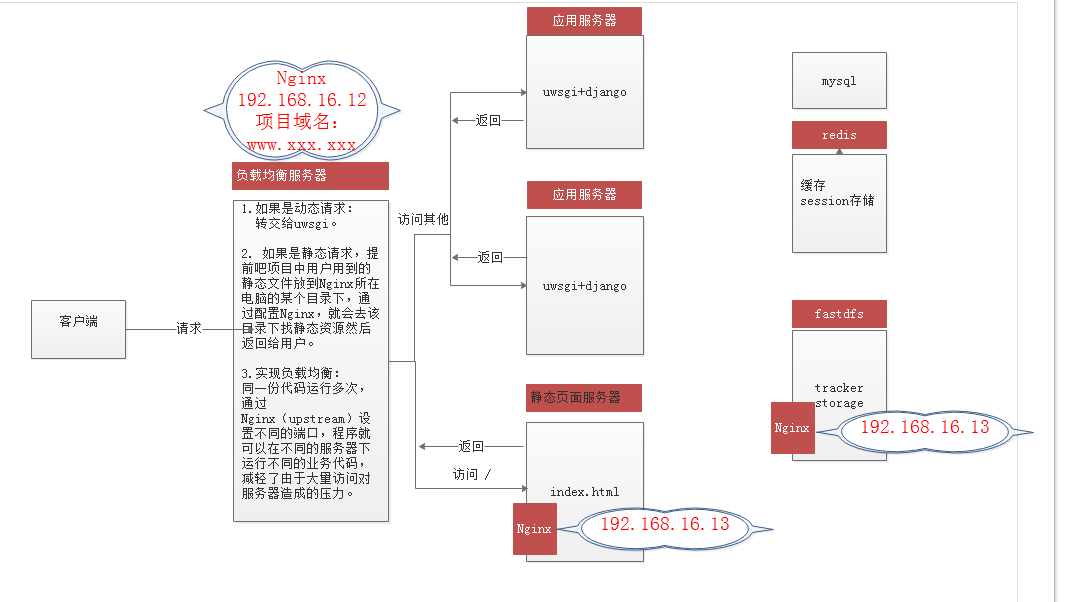 Nginx
192.168.16.12
项目域名:
www.xxx.xxx
负载均衡服务器
1.如果是动态请求:
转交给uwsgi。
2. 如果是静态请求, 提
前吧项目中用户用到的
静态文件放到Nginx所在
电脑的某个目录下, 通
过配置Nginx, 就会去该
目录下找静态资源然后
返回给用户。
3.实现负载均衡:
同一份代码运行多次,
通过
Nginx (upstream) 设
置不同的端口, 程序就
可以在不同的服务器下
运行不同的业务代码,
减轻了由于大量访问对
服务器造成的压力。
客户端
请求
访问其他
应用服务器
uwsgi+django
返回
应用服务器
返回
uwsgi+django
静态页面服务器
返回
访问 /
index.html
Nginx
192.168.16.13
mysql
redis
缓存
session存储
fastdfs
tracker
storage
Nginx
192.168.16.13